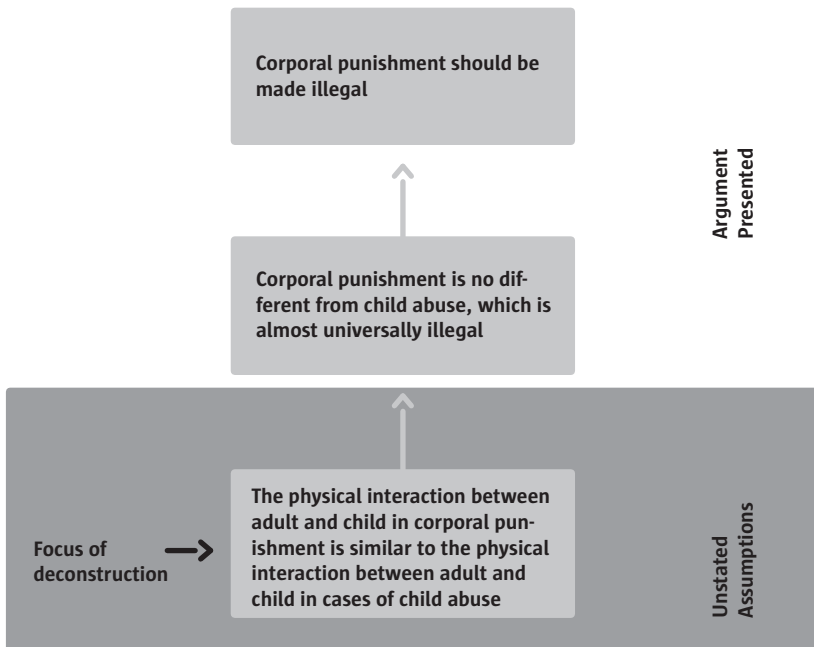 Corporal punishment should be
made illegal
Argument
Presented
Corporal punishment is no dif-
ferent from child abuse, which is
almost universally illegal
The physical interaction between
adult and child in corporal pun-
ishment is similar to the physical
interaction between adult and
child in cases of child abuse
Focus of
deconstruction
Unstated
Assumptions